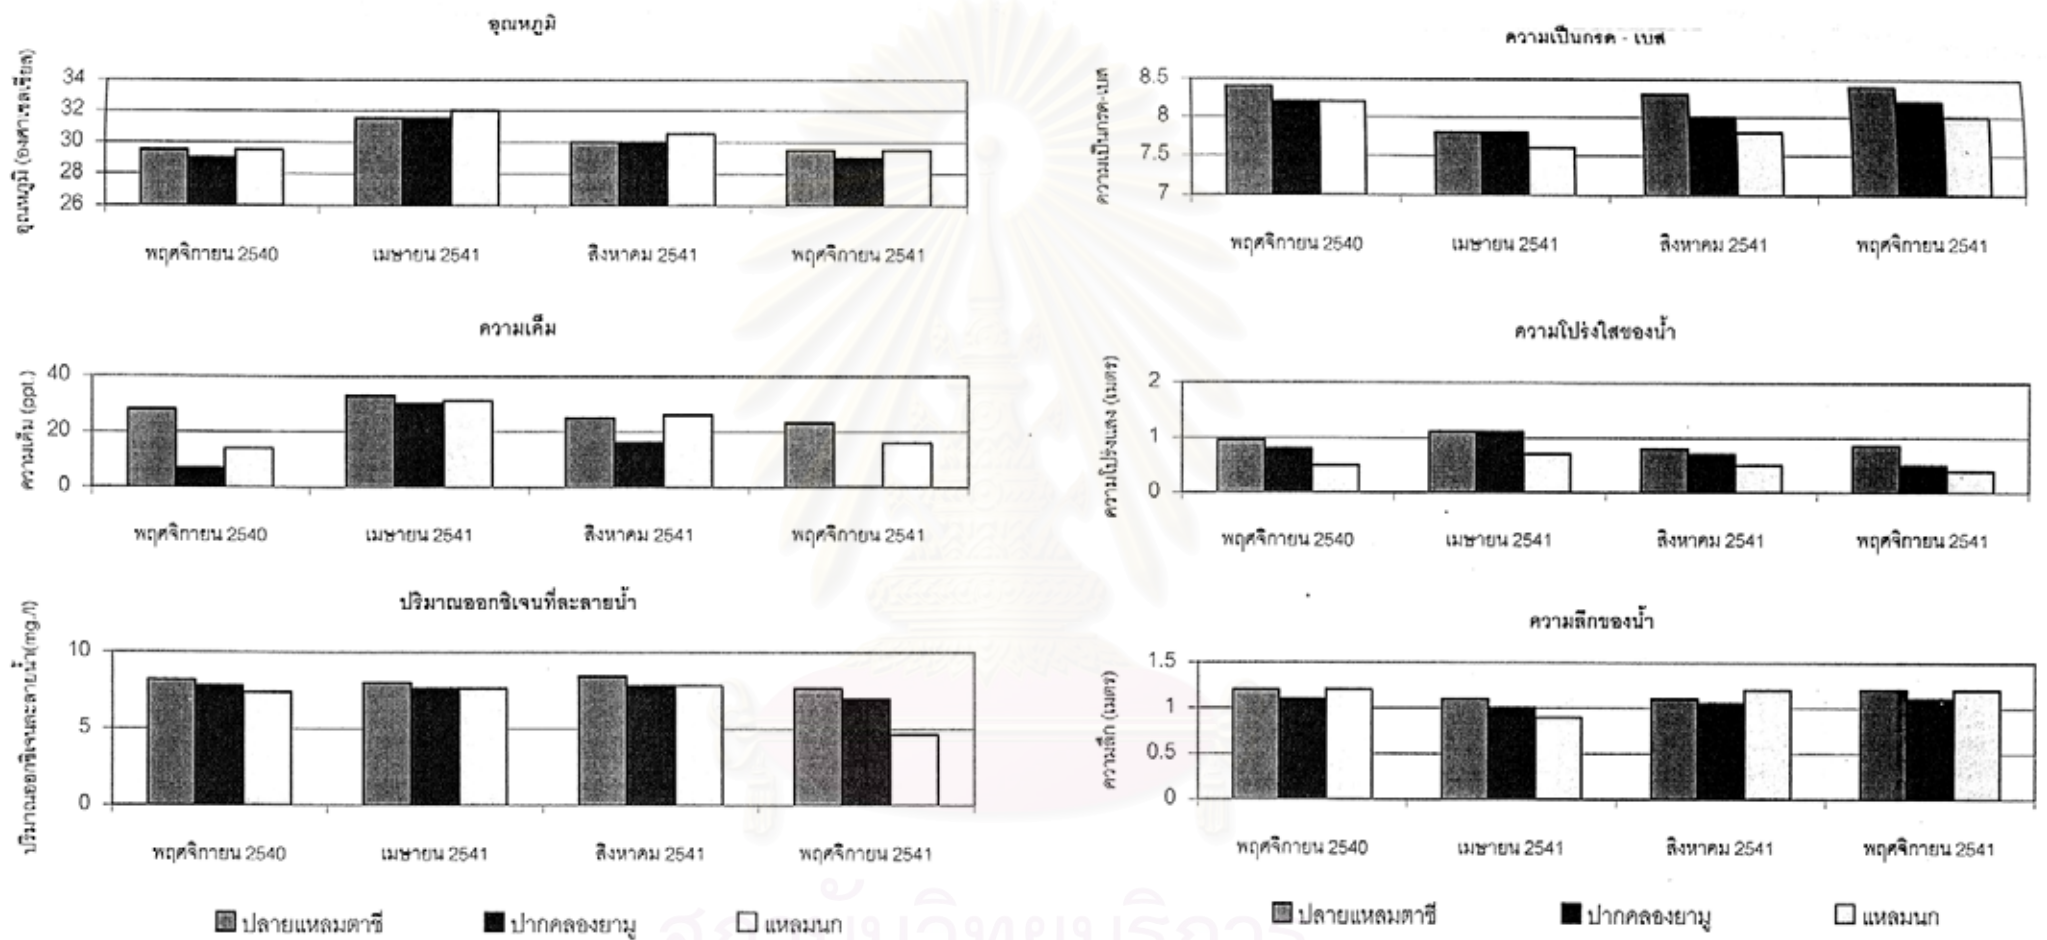 อุณหภูมิ
อุณหภูมิ (องศาเซลเซียส)
34
32
30
28
26
พฤศจิกายน 2540 เมษายน 2541 สิงหาคม 2541 พฤศจิกายน 2541
ความเป็นกรด - เบส
ความเป็นกรด-เบส
8.5
8
7.5
7
พฤศจิกายน 2540 เมษายน 2541 สิงหาคม 2541 พฤศจิกายน 2541
ความเค็ม
ความเค็ม (ppt.)
40
20
0
พฤศจิกายน 2540 เมษายน 2541 สิงหาคม 2541 พฤศจิกายน 2541
ความโปร่งใสของน้ำ
ความโปร่งแสง (เมตร)
2
1
0
พฤศจิกายน 2540 เมษายน 2541 สิงหาคม 2541 พฤศจิกายน 2541
ปริมาณออกซิเจนที่ละลายน้ำ
ปริมาณออกซิเจนละลายน้ำ(mg./l)
10
5
0
พฤศจิกายน 2540 เมษายน 2541 สิงหาคม 2541 พฤศจิกายน 2541
ความลึกของน้ำ
ความลึก (เมตร)
1.5
1
0.5
0
พฤศจิกายน 2540 เมษายน 2541 สิงหาคม 2541 พฤศจิกายน 2541
ปลายแหลมตาชี ปากคลองยามู แหลมนก
ปลายแหลมตาชี ปากคลองยามู แหลมนก
สถาบันวิทยบริการ